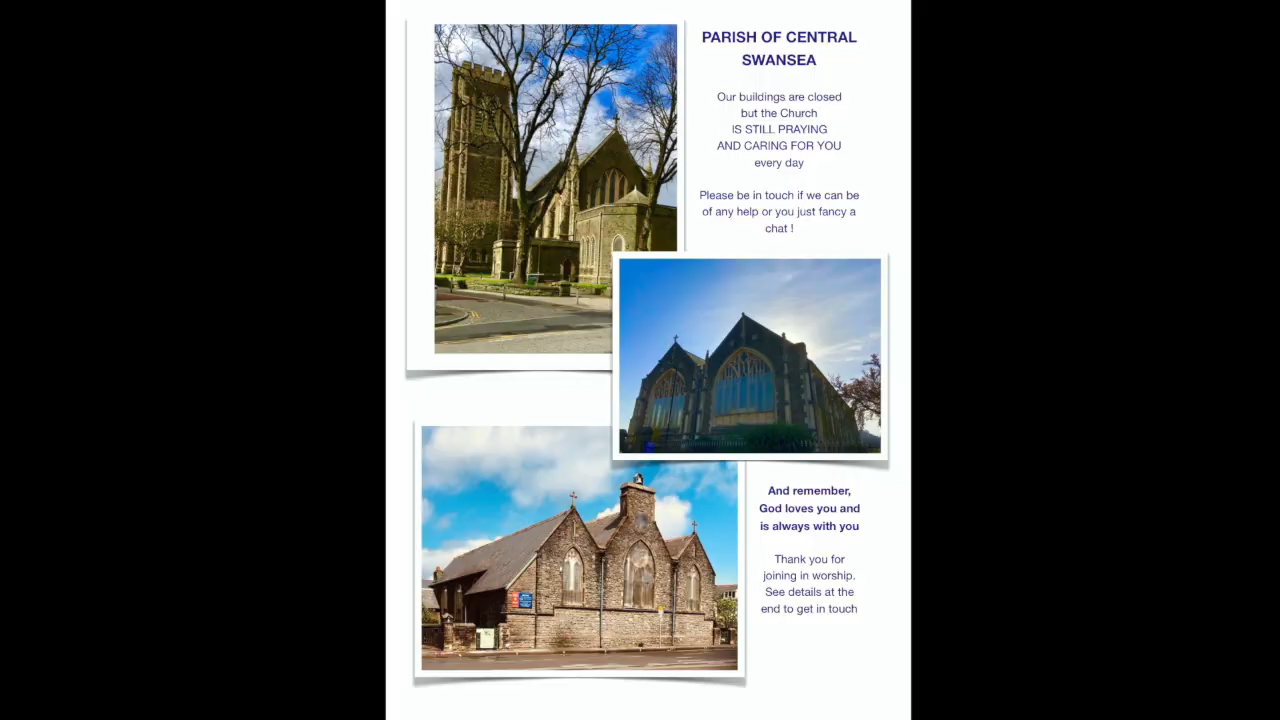 PARISH OF CENTRAL
SWANSEA
Our buildings are closed
but the Church
IS STILL PRAYING
AND CARING FOR YOU
every day
Please be in touch if we can be
of any help or you just fancy a
chat !
And remember,
God loves you and
is always with you
Thank you for
joining in worship.
See details at the
end to get in touch